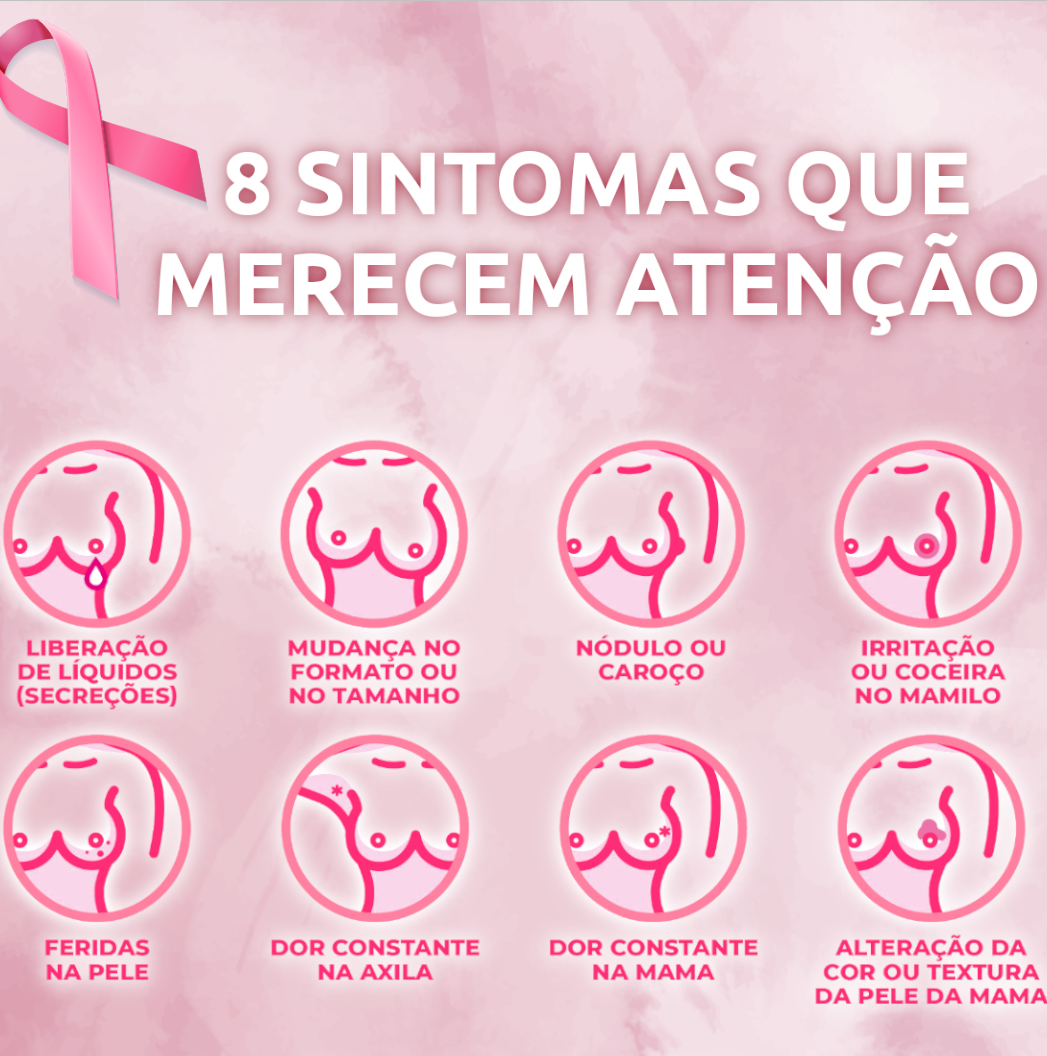 8 SINTOMAS QUE
MERECEM ATENÇÃO
LIBERAÇÃO
DE LÍQUIDOS
(SECREÇÕES)
MUDANÇA NO
FORMATO OU
NO TAMANHO
NÓDULO OU
CAROÇO
IRRITAÇÃO
OU COCEIRA
NO MAMILO
FERIDAS
NA PELE
DOR CONSTANTE
NA AXILA
DOR CONSTANTE
NA MAMA
ALTERAÇÃO DA
COR OU TEXTURA
DA PELE DA MAMA